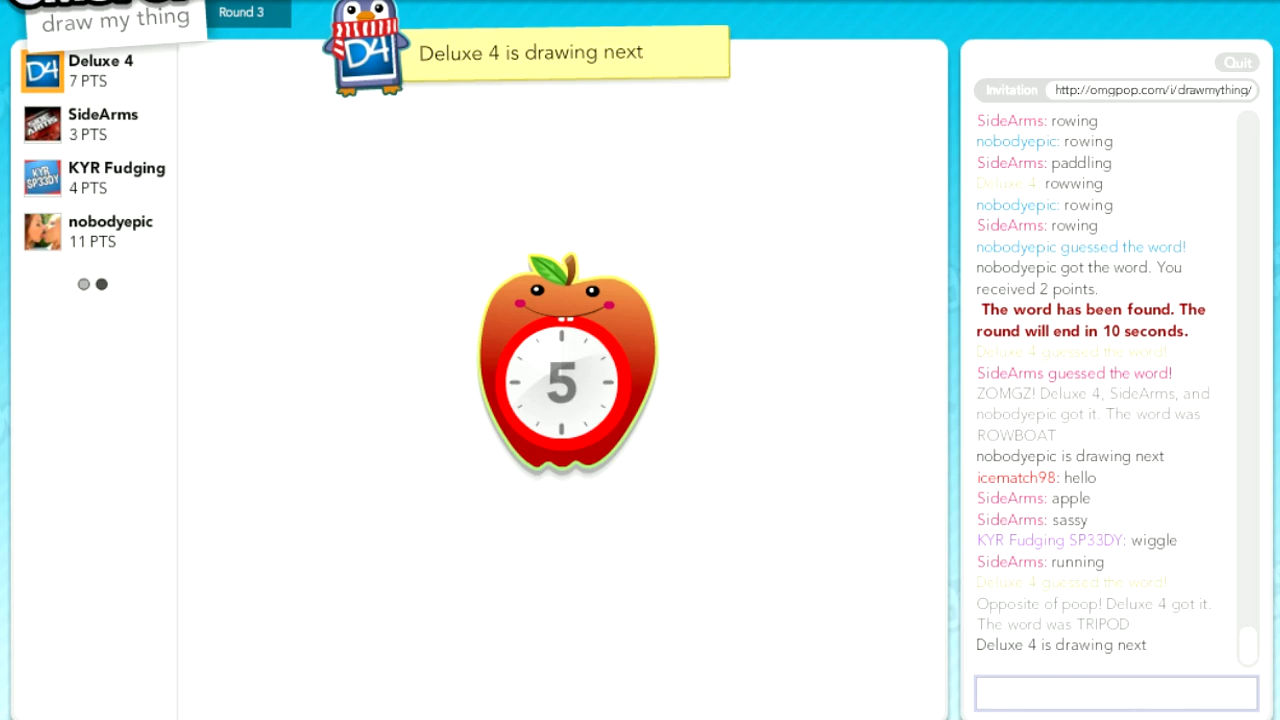 draw my thing
Round 3
Deluxe 4 is drawing next
D4
D4
Deluxe 4
7 PTS
SideArms
3 PTS
KYR SP33DY
KYR Fudging
4 PTS
nobodyepic
11 PTS
5
Quit
Invitation http://omgpop.com/i/drawmything/
SideArms: rowing
nobodyepic: rowing
SideArms: paddling
Deluxe 4: rowwing
nobodyepic: rowing
SideArms: rowing
nobodyepic guessed the word!
nobodyepic got the word. You
received 2 points.
The word has been found. The
round will end in 10 seconds.
Deluxe 4 guessed the word!
SideArms guessed the word!
ZOMGZ! Deluxe 4, SideArms, and
nobodyepic got it. The word was
ROWBOAT
nobodyepic is drawing next
icematch98: hello
SideArms: apple
SideArms: sassy
KYR Fudging SP33DY: wiggle
SideArms: running
Deluxe 4 guessed the word!
Opposite of poop! Deluxe 4 got it.
The word was TRIPOD
Deluxe 4 is drawing next